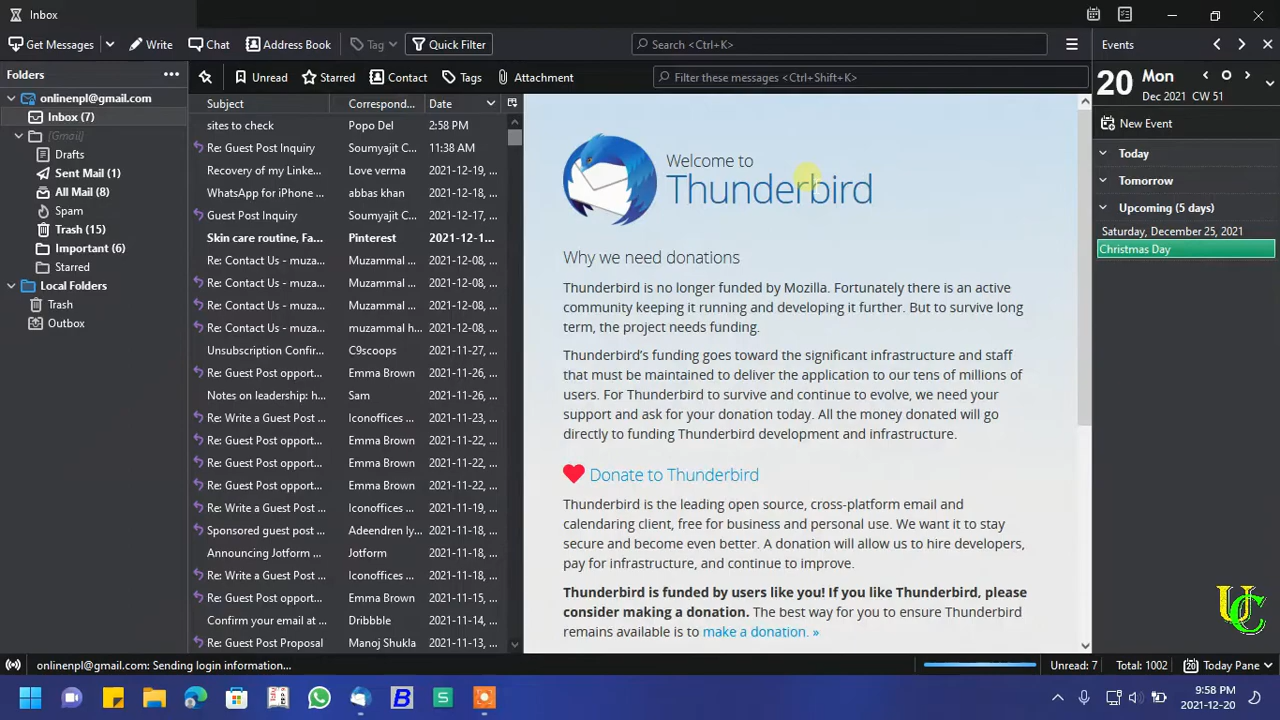 Inbox
Get Messages
Write
Chat
Address Book
Tag
Quick Filter
Search <Ctrl+K>
Events
Folders
Unread
Starred
Contact
Tags
Attachment
Filter these messages <Ctrl+Shift+K>
20
Mon
Dec 2021 CW 51
New Event
Today
Tomorrow
Upcoming (5 days)
Saturday, December 25, 2021
Christmas Day
onlinenpl@gmail.com
Inbox (7)
[Gmail]
Drafts
Sent Mail (1)
All Mail (8)
Spam
Trash (15)
Important (6)
Starred
Local Folders
Trash
Outbox
Subject Correspond... Date
sites to check Popo Del 2:58 PM
Re: Guest Post Inquiry Soumyajit C... 11:38 AM
Recovery of my Linke... Love verma 2021-12-19, ...
WhatsApp for iPhone ... abbas khan 2021-12-18, ...
Guest Post Inquiry Soumyajit C... 2021-12-17, ...
Skin care routine, Fa... Pinterest 2021-12-1...
Re: Contact Us - muza... Muzammal ... 2021-12-08, ...
Re: Contact Us - muza... Muzammal ... 2021-12-08, ...
Re: Contact Us - muza... Muzammal ... 2021-12-08, ...
Re: Contact Us - muza... muzammal h... 2021-12-08, ...
Unsubscription Confir... C9scoops 2021-11-27, ...
Re: Guest Post opport... Emma Brown 2021-11-26, ...
Notes on leadership: h... Sam 2021-11-26, ...
Re: Write a Guest Post ... Iconoffices ... 2021-11-23, ...
Re: Guest Post opport... Emma Brown 2021-11-22, ...
Re: Guest Post opport... Emma Brown 2021-11-22, ...
Re: Guest Post opport... Emma Brown 2021-11-22, ...
Re: Write a Guest Post ... Iconoffices ... 2021-11-19, ...
Sponsored guest post ... Adeendren ly... 2021-11-18, ...
Announcing Jotform ... Jotform 2021-11-18, ...
Re: Write a Guest Post ... Iconoffices ... 2021-11-18, ...
Re: Guest Post opport... Emma Brown 2021-11-15, ...
Confirm your email at ... Dribbble 2021-11-14, ...
Re: Guest Post Proposal Manoj Shukla 2021-11-13, ...
Welcome to
Thunderbird
Why we need donations
Thunderbird is no longer funded by Mozilla. Fortunately there is an active
community keeping it running and developing it further. But to survive long
term, the project needs funding.
Thunderbird’s funding goes toward the significant infrastructure and staff
that must be maintained to deliver the application to our tens of millions of
users. For Thunderbird to survive and continue to evolve, we need your
support and ask for your donation today. All the money donated will go
directly to funding Thunderbird development and infrastructure.
Donate to Thunderbird
Thunderbird is the leading open source, cross-platform email and
calendaring client, free for business and personal use. We want it to stay
secure and become even better. A donation will allow us to hire developers,
pay for infrastructure, and continue to improve.
Thunderbird is funded by users like you! If you like Thunderbird, please
consider making a donation. The best way for you to ensure Thunderbird
remains available is to make a donation. »
UC
onlinenpl@gmail.com: Sending login information...
Unread: 7
Total: 1002
20 Today Pane
9:58 PM
2021-12-20